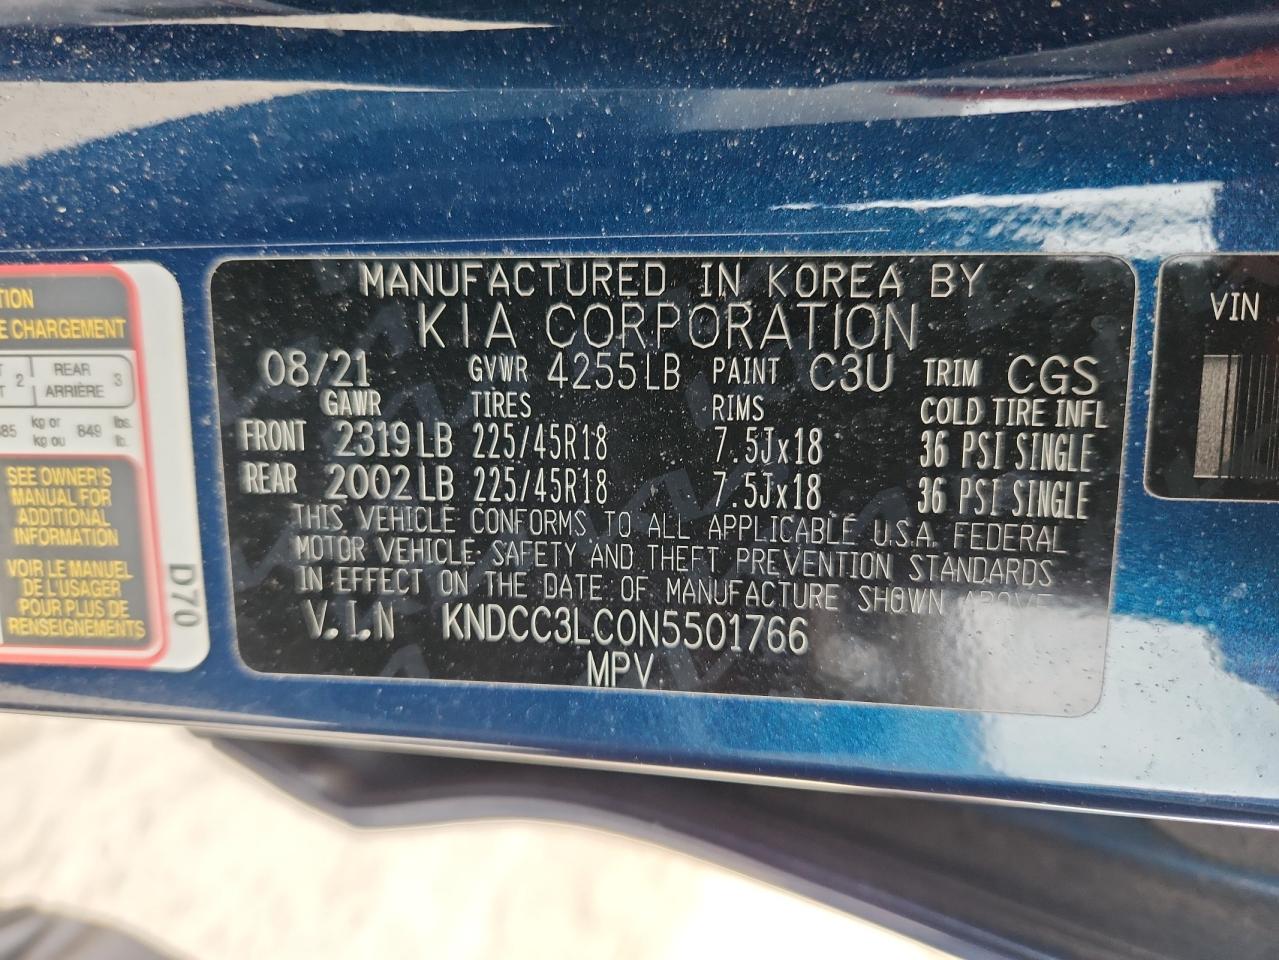 TION
E CHARGEMENT
T 2 REAR 3
T ARRIÈRE
385 kg or 849 lbs.
kg ou lb.
SEE OWNER'S
MANUAL FOR
ADDITIONAL
INFORMATION
VOIR LE MANUEL
DE L'USAGER
POUR PLUS DE
RENSEIGNEMENTS
D70
MANUFACTURED IN KOREA BY
KIA CORPORATION
08/21 GVWR 4255LB PAINT C3U TRIM CGS
GAWR TIRES RIMS COLD TIRE INFL
FRONT 2319LB 225/45R18 7.5Jx18 36 PSI SINGLE
REAR 2002LB 225/45R18 7.5Jx18 36 PSI SINGLE
THIS VEHICLE CONFORMS TO ALL APPLICABLE U.S.A. FEDERAL
MOTOR VEHICLE SAFETY AND THEFT PREVENTION STANDARDS
IN EFFECT ON THE DATE OF MANUFACTURE SHOWN ABOVE
V.I.N KNDCC3LC0N5501766
MPV
VIN